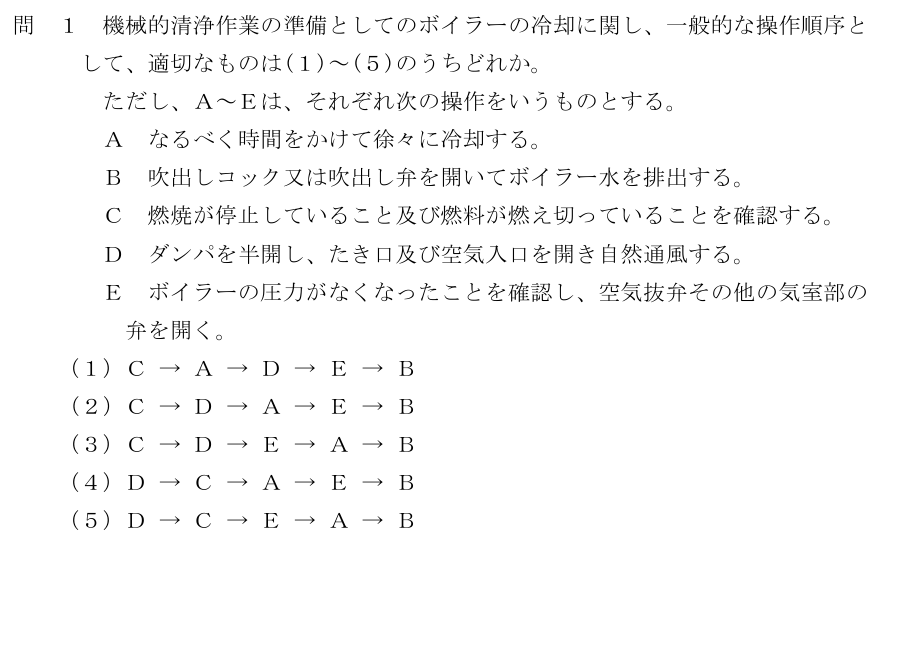 問　１　機械的清浄作業の準備としてのボイラーの冷却に関し、一般的な操作順序と
して、適切なものは(１)～(５)のうちどれか。
ただし、Ａ～Ｅは、それぞれ次の操作をいうものとする。
Ａ　なるべく時間をかけて徐々に冷却する。
Ｂ　吹出しコック又は吹出し弁を開いてボイラー水を排出する。
Ｃ　燃焼が停止していること及び燃料が燃え切っていることを確認する。
Ｄ　ダンパを半開し、たき口及び空気入口を開き自然通風する。
Ｅ　ボイラーの圧力がなくなったことを確認し、空気抜弁その他の気室部の
弁を開く。
(１) Ｃ → Ａ → Ｄ → Ｅ → Ｂ
(２) Ｃ → Ｄ → Ａ → Ｅ → Ｂ
(３) Ｃ → Ｄ → Ｅ → Ａ → Ｂ
(４) Ｄ → Ｃ → Ａ → Ｅ → Ｂ
(５) Ｄ → Ｃ → Ｅ → Ａ → Ｂ